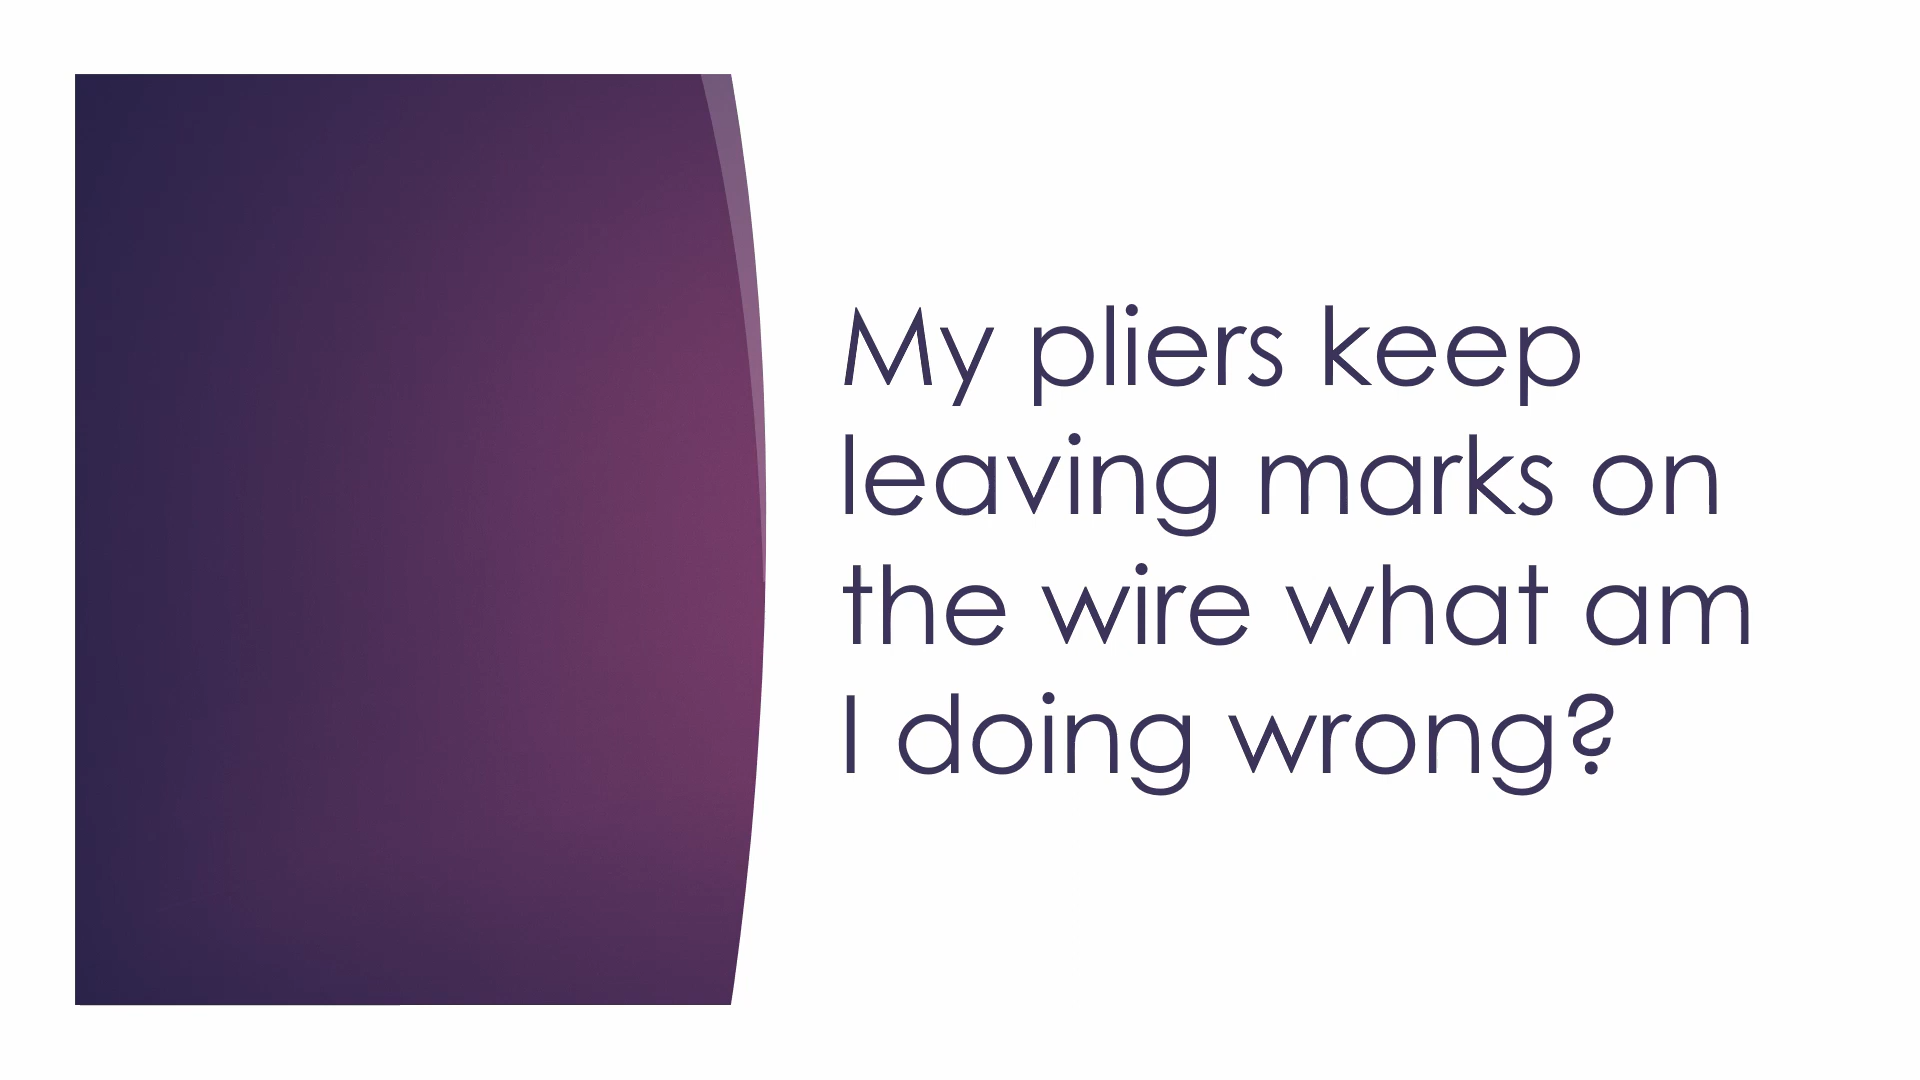 My pliers keep
leaving marks on
the wire what am
I doing wrong?